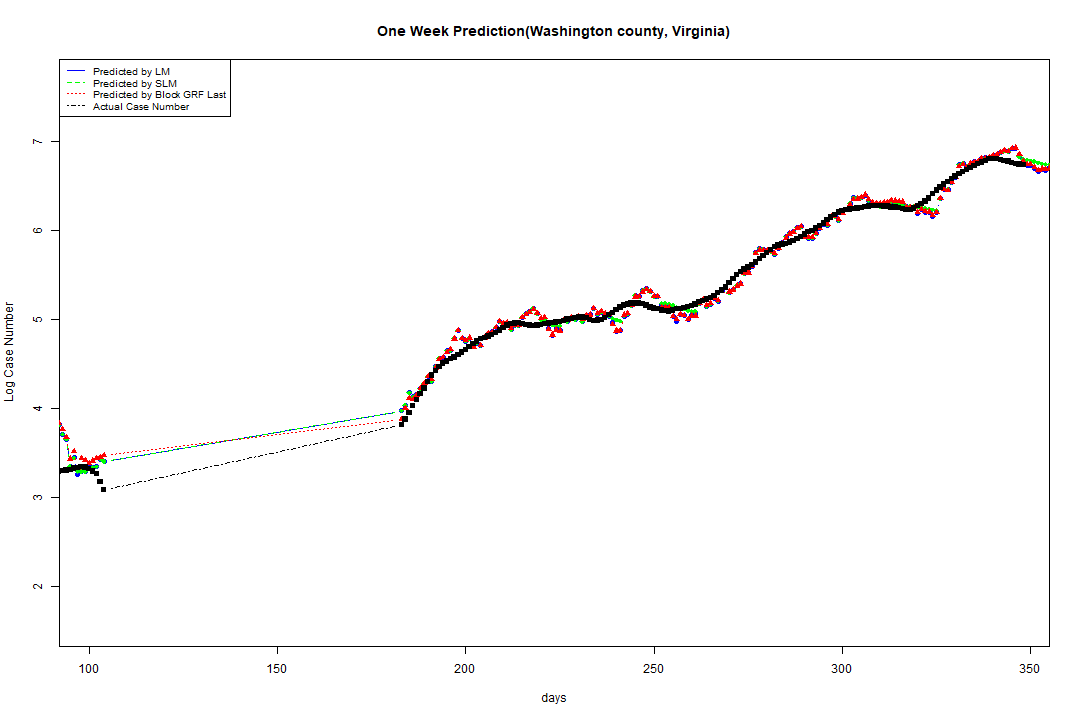 One Week Prediction(Washington county, Virginia)
Predicted by LM
Predicted by SLM
Predicted by Block GRF Last
Actual Case Number
Log Case Number
7
6
5
4
3
2
100 150 200 250 300 350
days